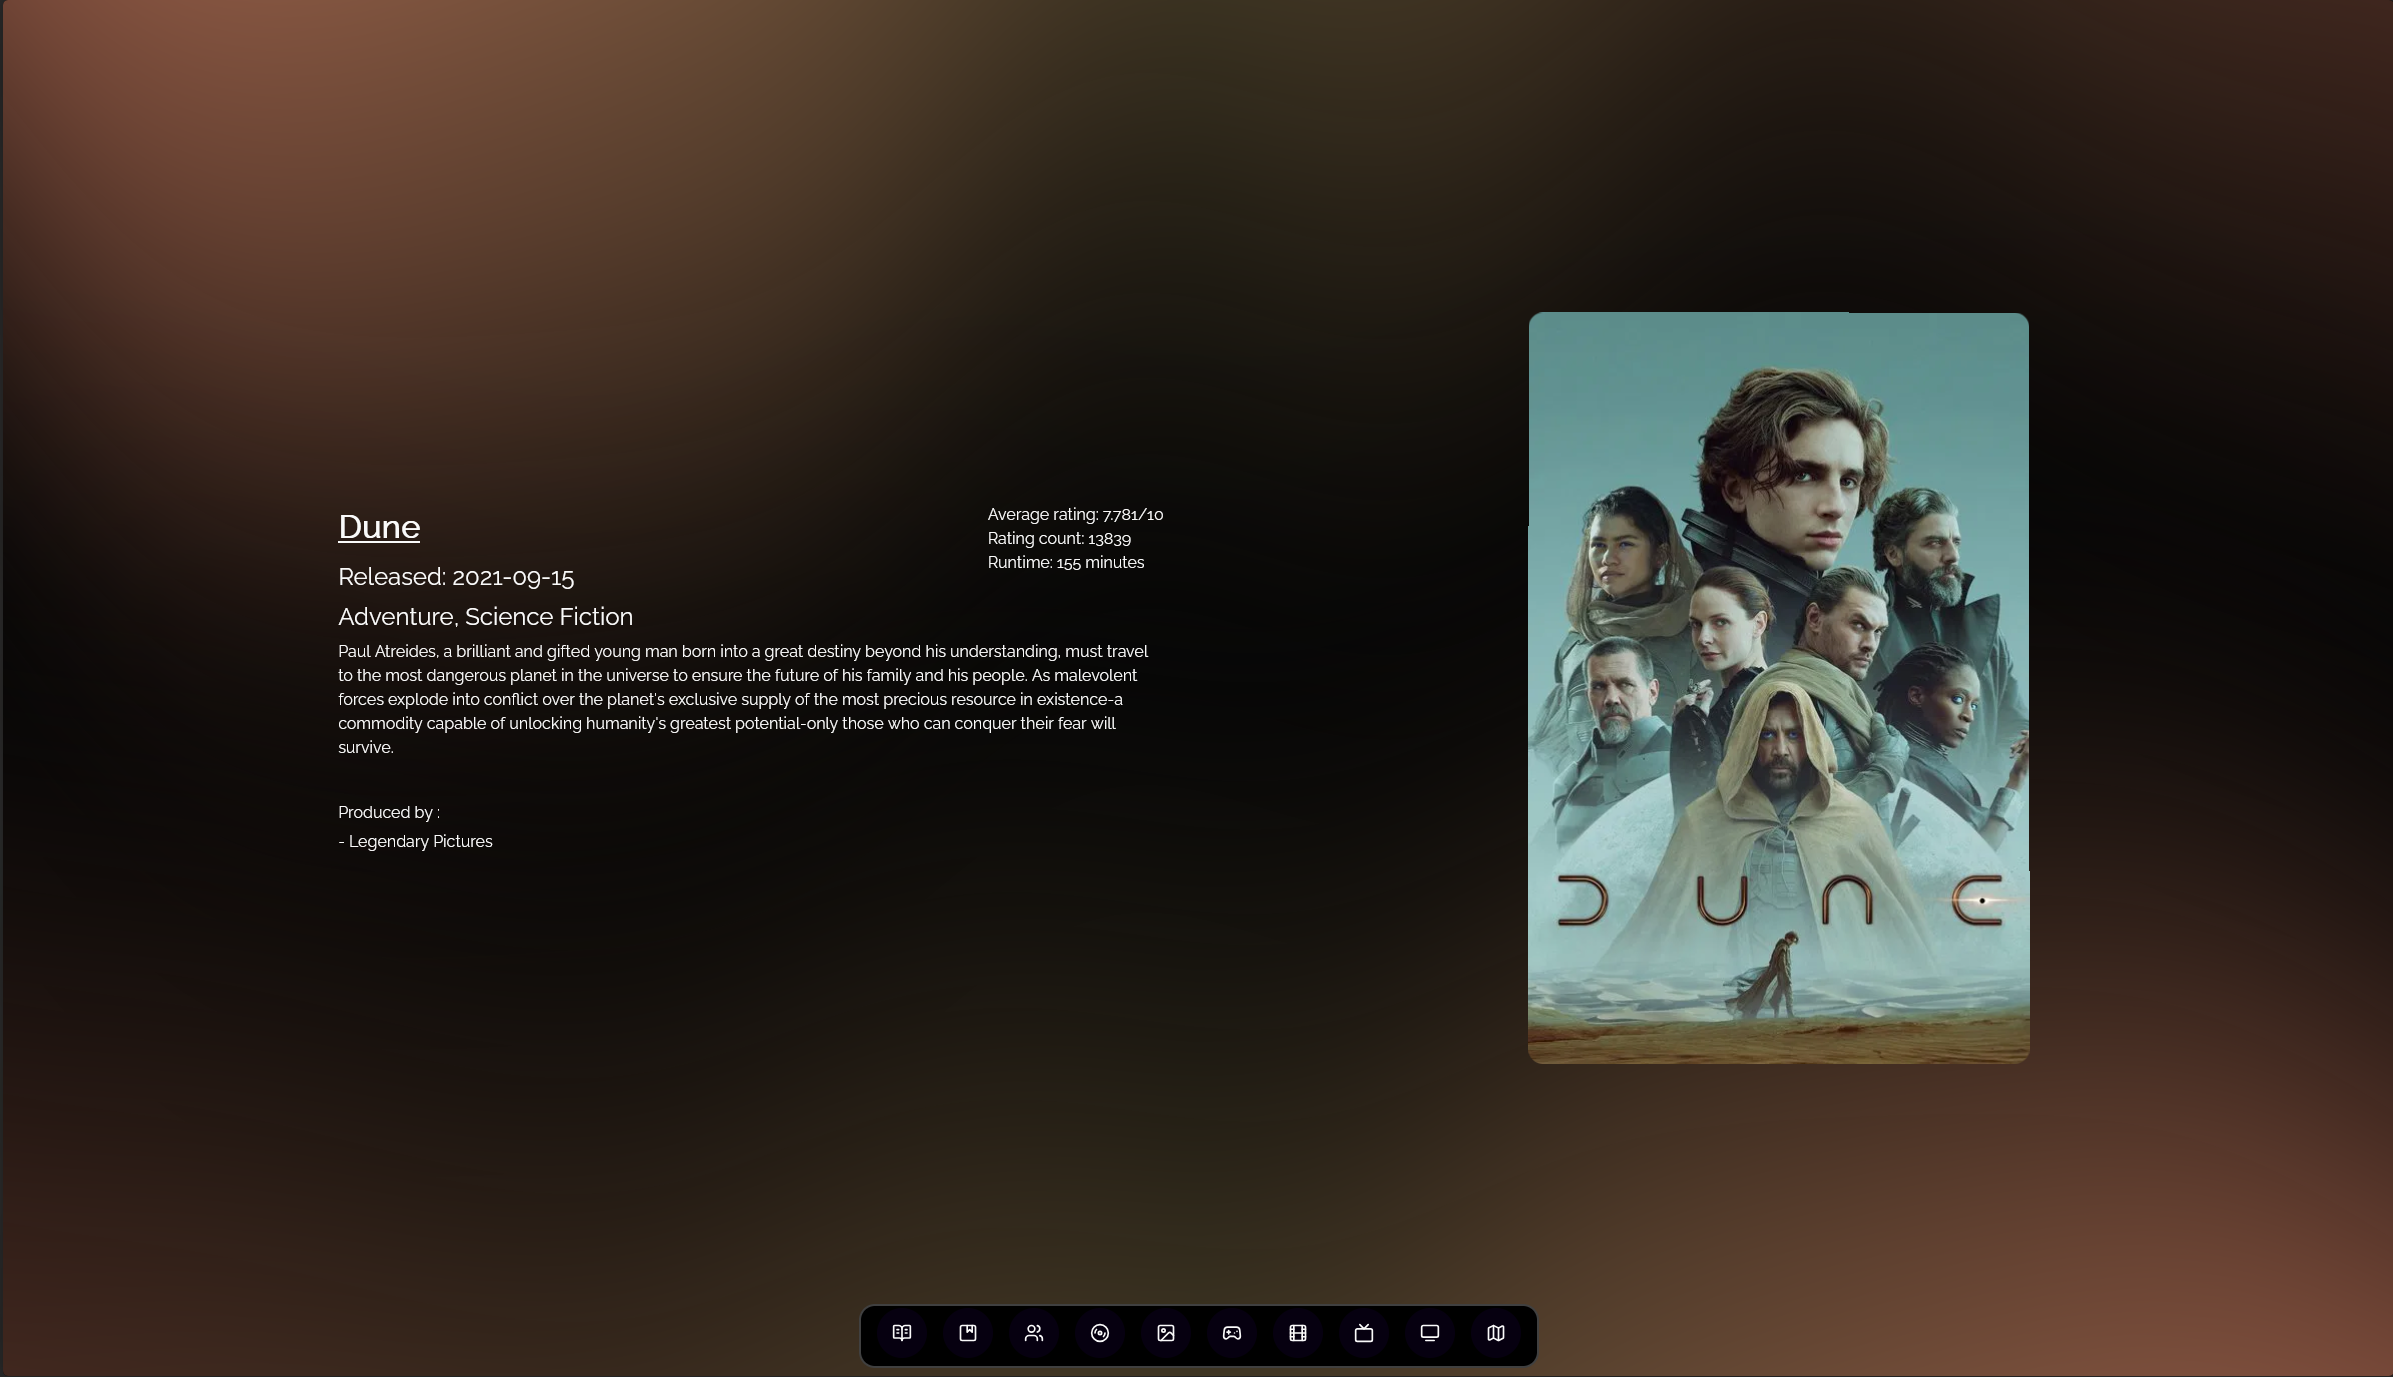 Dune
Released: 2021-09-15
Adventure, Science Fiction
Average rating: 7.781/10
Rating count: 13839
Runtime: 155 minutes
Paul Atreides, a brilliant and gifted young man born into a great destiny beyond his understanding, must travel
to the most dangerous planet in the universe to ensure the future of his family and his people. As malevolent
forces explode into conflict over the planet's exclusive supply of the most precious resource in existence-a
commodity capable of unlocking humanity's greatest potential-only those who can conquer their fear will
survive.
Produced by :
- Legendary Pictures
DUNE